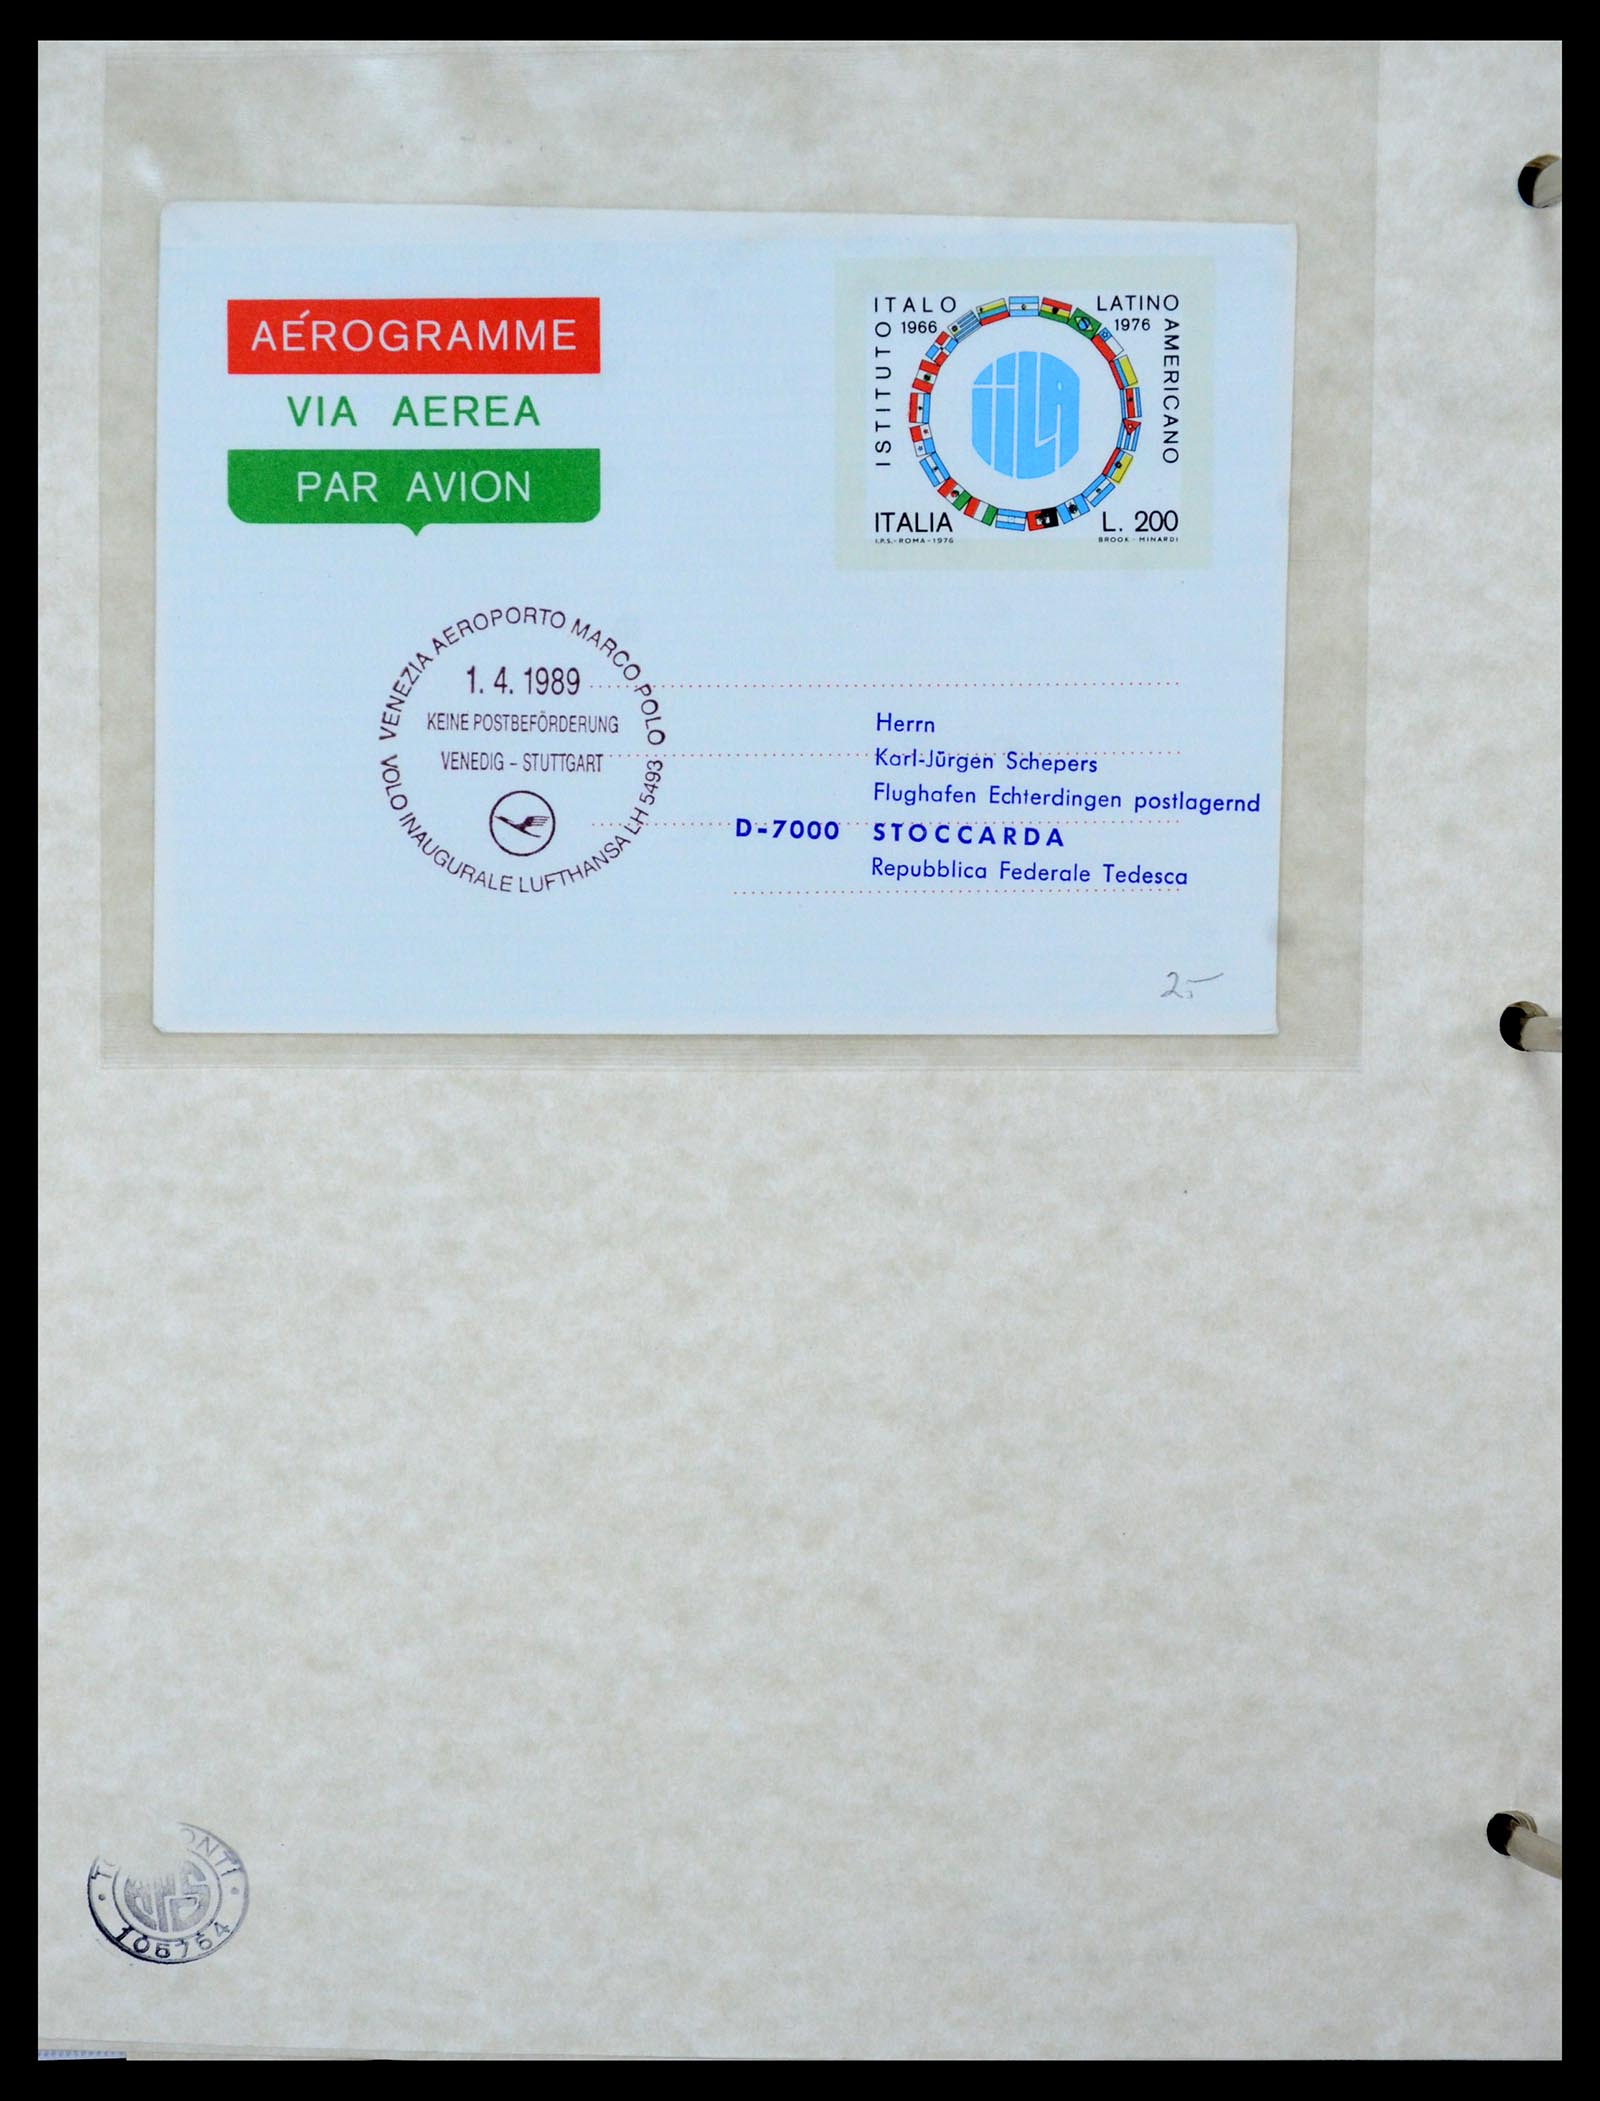 AÉROGRAMME
VIA AEREA
PAR AVION
ITALO LATINO
1966 1976
ISTITUTO
AMERICANO
iiLA
ITALIA L. 200
I.P.S.-ROMA-1976 BROOK - MINARDI
VENEZIA AEROPORTO MARCO POLO
1. 4. 1989
KEINE POSTBEFÖRDERUNG
VENEDIG – STUTTGART
VOLO INAUGURALE LUFTHANSA LH 5493
Herrn
Karl-Jürgen Schepers
Flughafen Echterdingen postlagernd
D-7000 STOCCARDA
Repubblica Federale Tedesca
25
106764